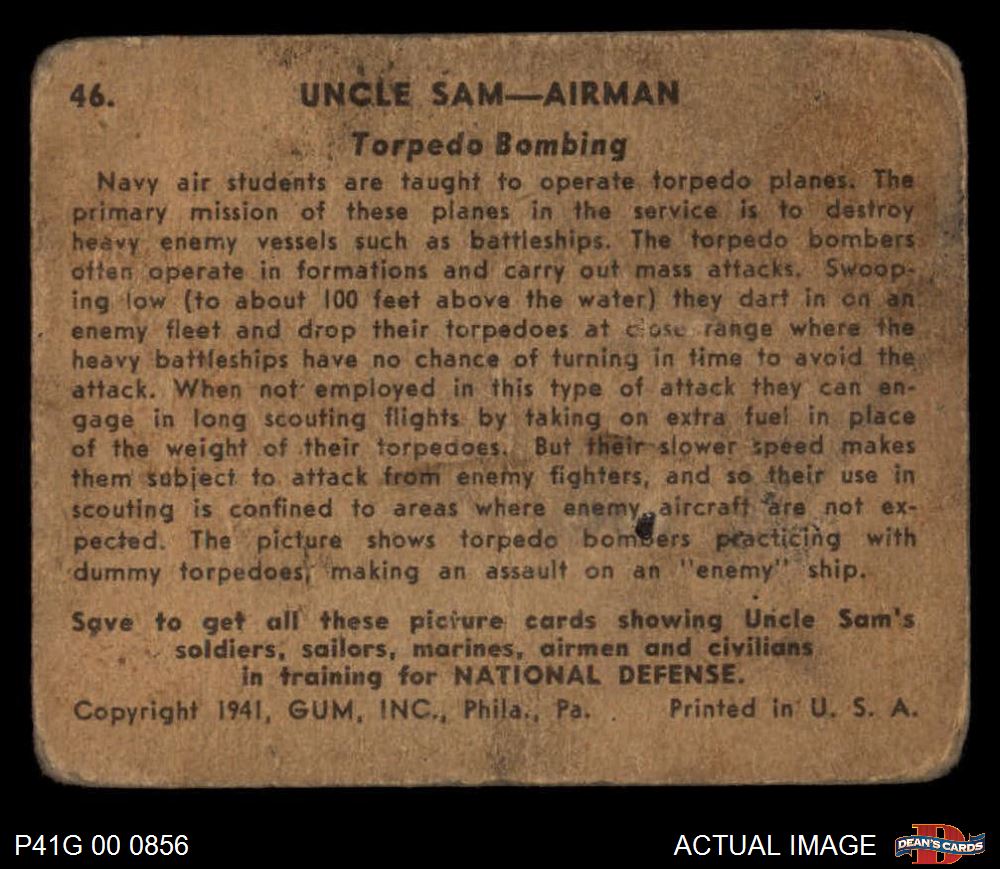 46. UNCLE SAM—AIRMAN
Torpedo Bombing
Navy air students are taught to operate torpedo planes. The
primary mission of these planes in the service is to destroy
heavy enemy vessels such as battleships. The torpedo bombers
often operate in formations and carry out mass attacks. Swoop-
ing low (to about 100 feet above the water) they dart in on an
enemy fleet and drop their torpedoes at close range where the
heavy battleships have no chance of turning in time to avoid the
attack. When not employed in this type of attack they can en-
gage in long scouting flights by taking on extra fuel in place
of the weight of their torpedoes. But their slower speed makes
them subject to attack from enemy fighters, and so their use in
scouting is confined to areas where enemy aircraft are not ex-
pected. The picture shows torpedo bombers practicing with
dummy torpedoes, making an assault on an "enemy" ship.
Save to get all these picture cards showing Uncle Sam's
soldiers, sailors, marines, airmen and civilians
in training for NATIONAL DEFENSE.
Copyright 1941, GUM, INC., Phila., Pa. Printed in U. S. A.
P41G 00 0856 ACTUAL IMAGE DEAN'S CARDS